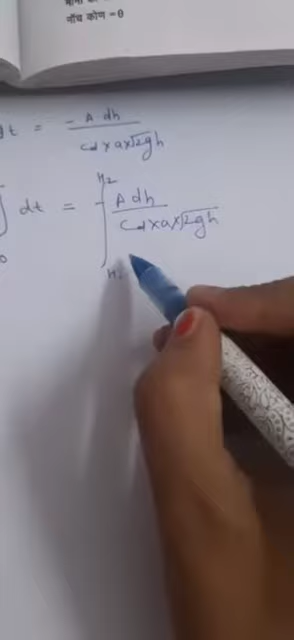 नॉच कोण = 0
dt = - A dh / Cd x a x √2gh
∫ dt = - ∫ A dh / Cd x a x √2gh
0
H2
H1